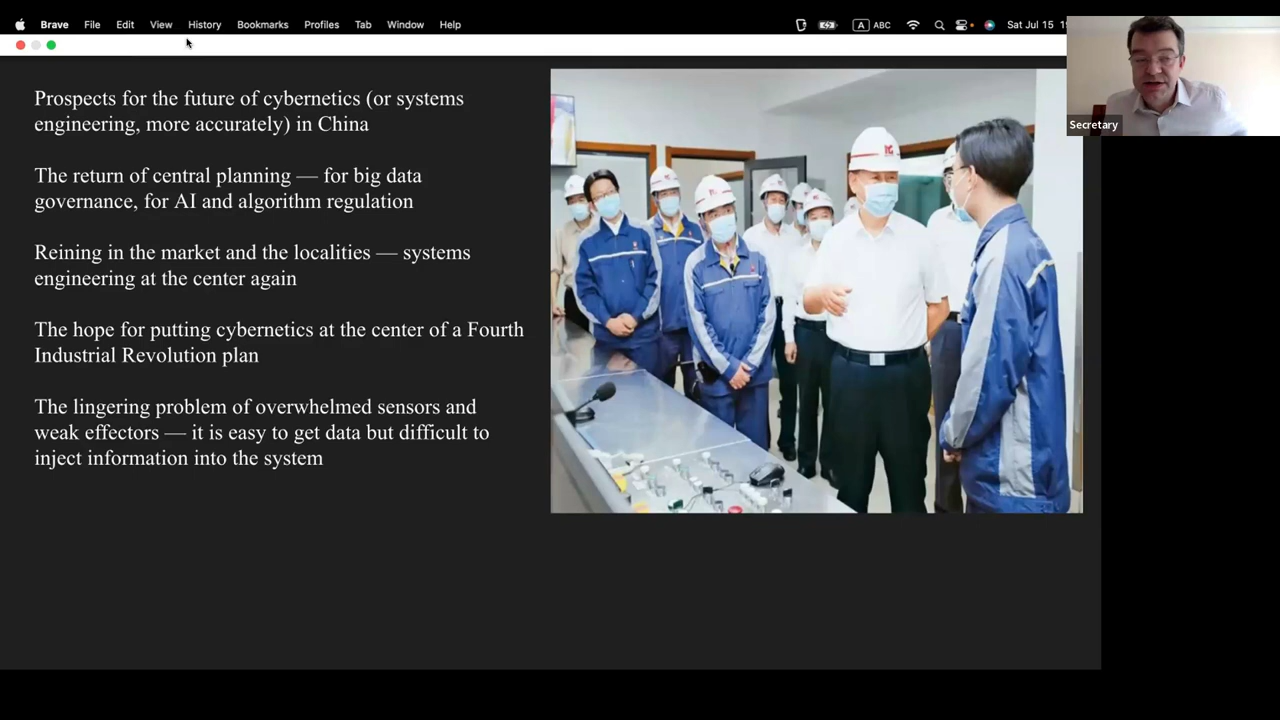 Brave File Edit View History Bookmarks Profiles Tab Window Help A ABC Sat Jul 15
Secretary
Prospects for the future of cybernetics (or systems
engineering, more accurately) in China
The return of central planning — for big data
governance, for AI and algorithm regulation
Reining in the market and the localities — systems
engineering at the center again
The hope for putting cybernetics at the center of a Fourth
Industrial Revolution plan
The lingering problem of overwhelmed sensors and
weak effectors — it is easy to get data but difficult to
inject information into the system